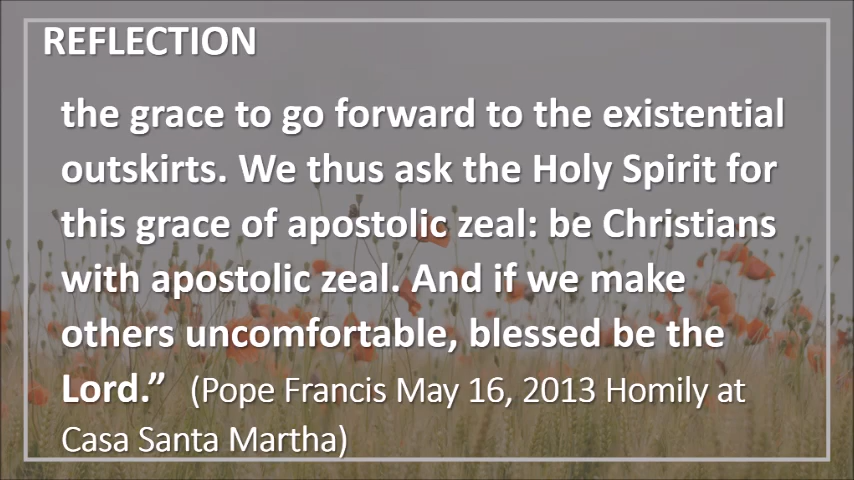 REFLECTION
the grace to go forward to the existential
outskirts. We thus ask the Holy Spirit for
this grace of apostolic zeal: be Christians
with apostolic zeal. And if we make
others uncomfortable, blessed be the
Lord.” (Pope Francis May 16, 2013 Homily at
Casa Santa Martha)